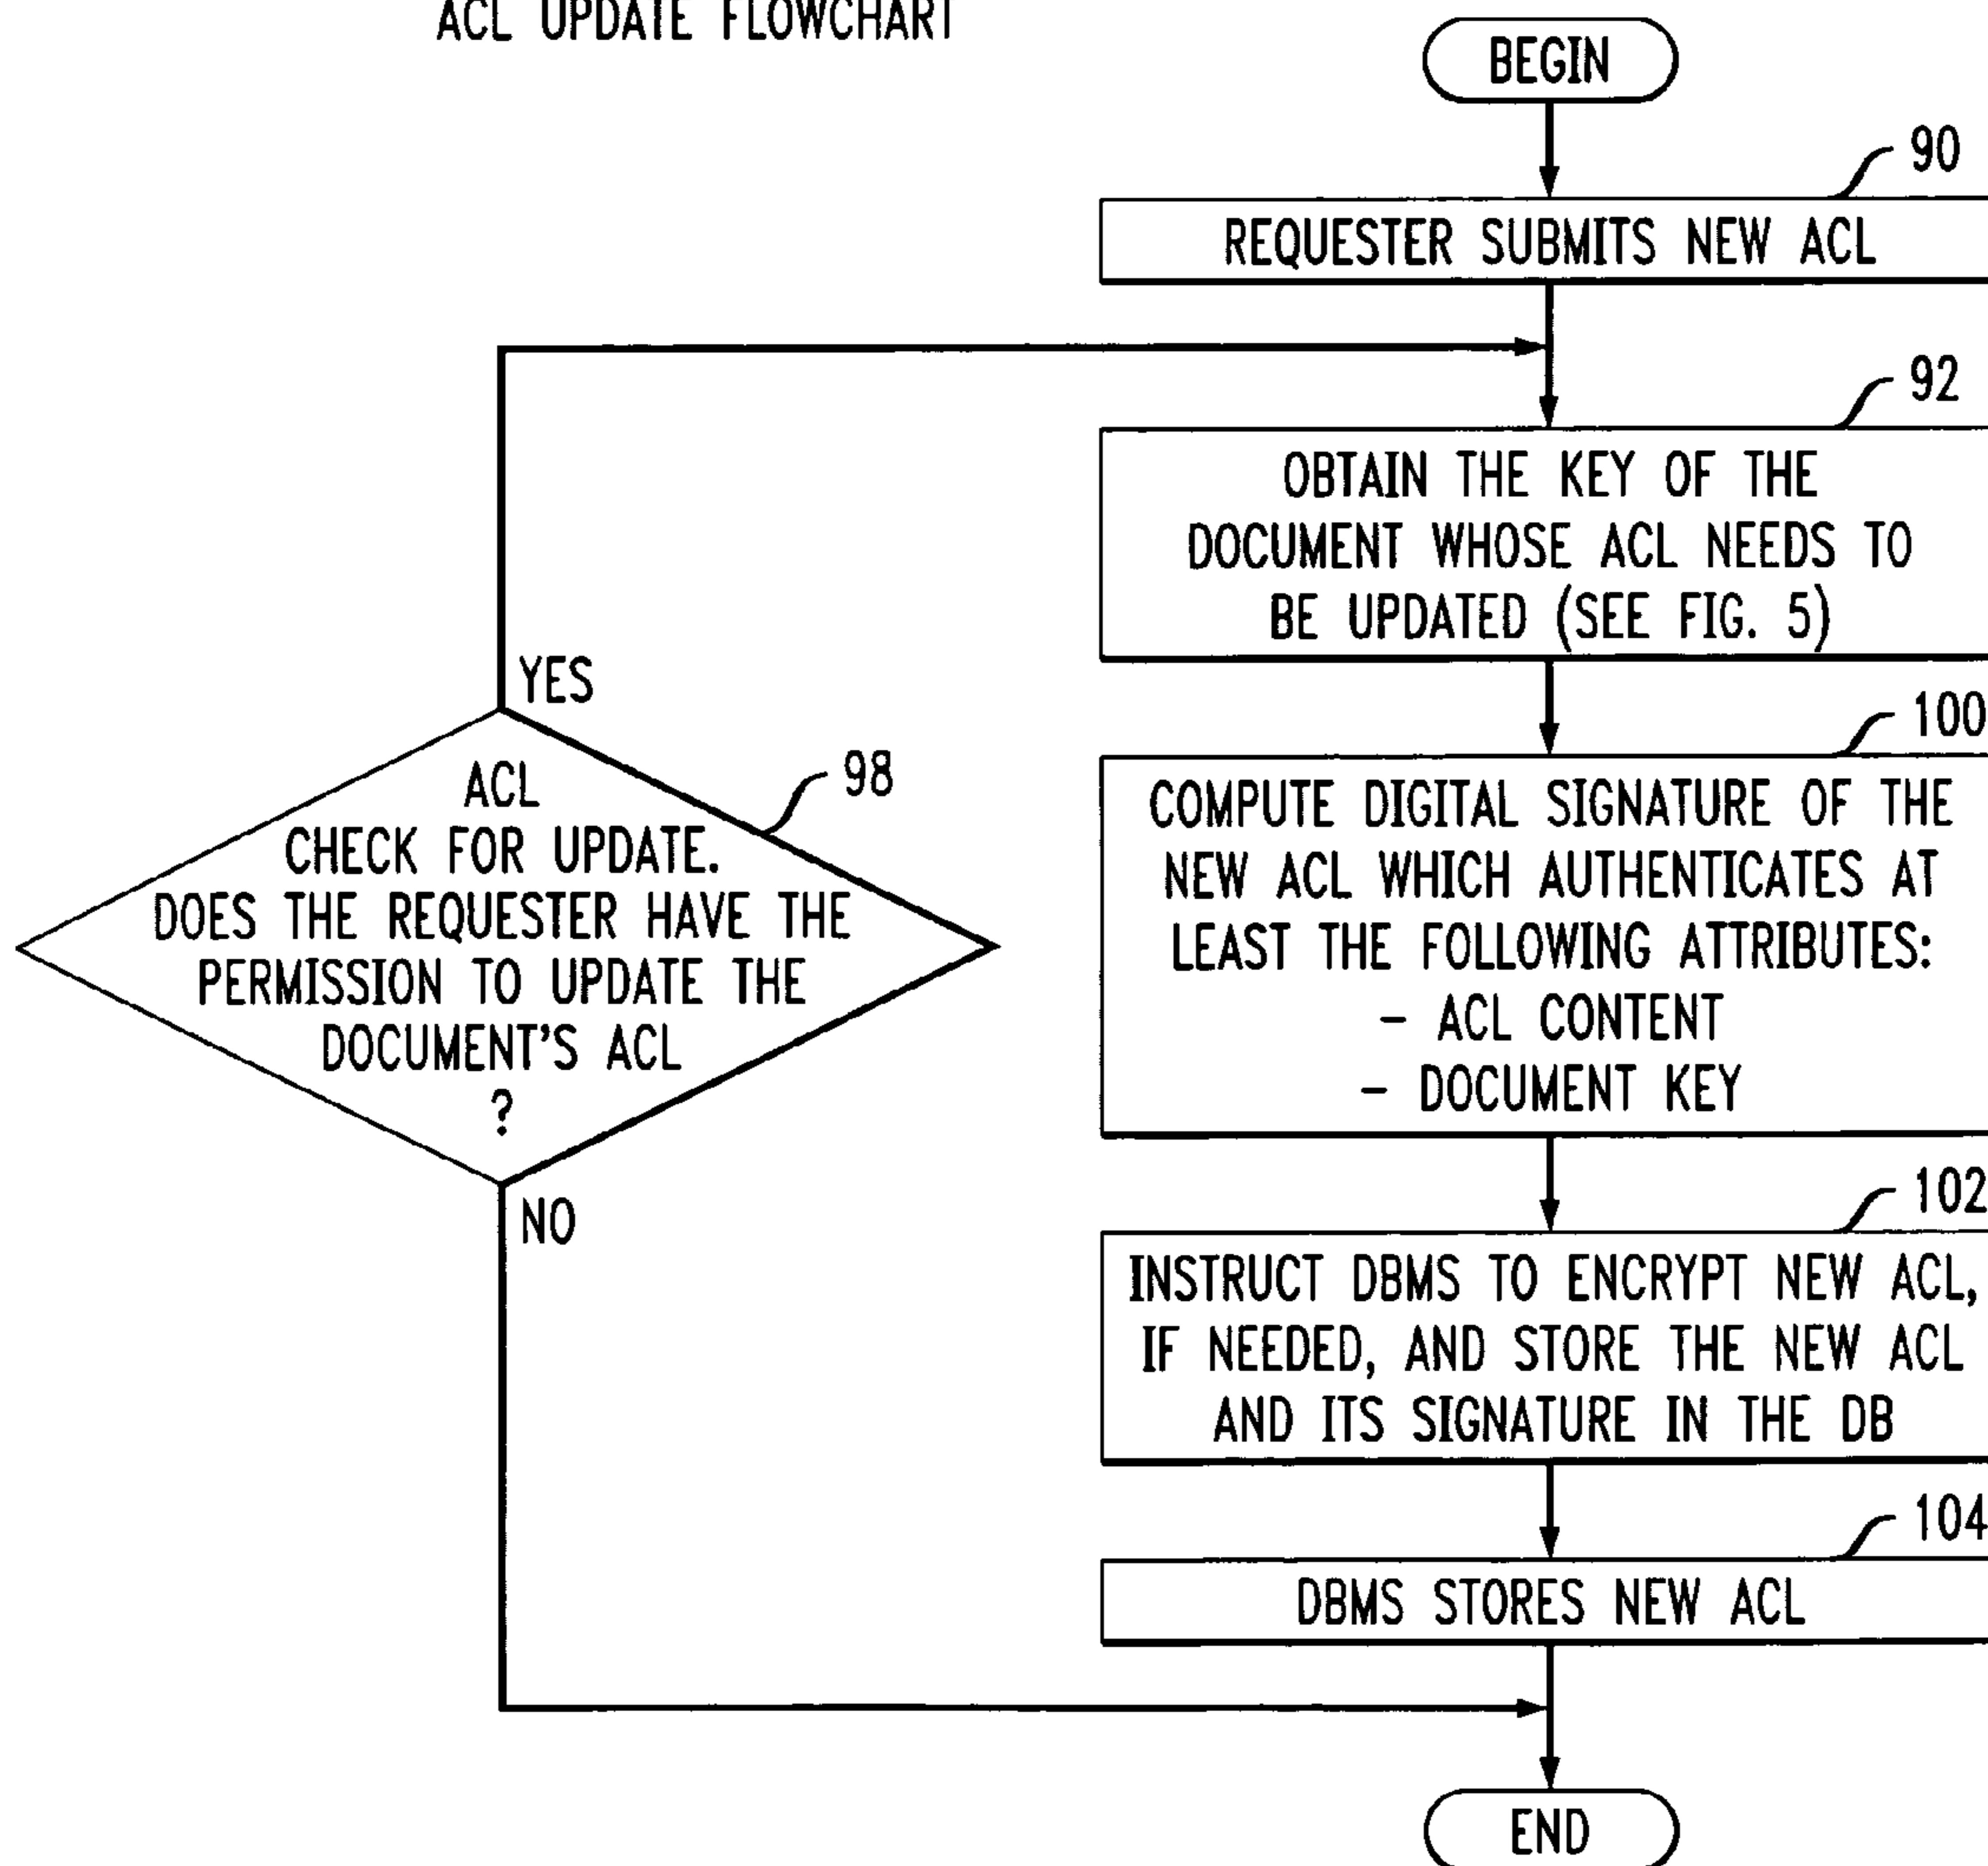 ACL UPDATE FLOWCHART
BEGIN
90
REQUESTER SUBMITS NEW ACL
92
OBTAIN THE KEY OF THE
DOCUMENT WHOSE ACL NEEDS TO
BE UPDATED (SEE FIG. 5)
YES
98
ACL
CHECK FOR UPDATE.
DOES THE REQUESTER HAVE THE
PERMISSION TO UPDATE THE
DOCUMENT'S ACL
?
NO
100
COMPUTE DIGITAL SIGNATURE OF THE
NEW ACL WHICH AUTHENTICATES AT
LEAST THE FOLLOWING ATTRIBUTES:
– ACL CONTENT
– DOCUMENT KEY
102
INSTRUCT DBMS TO ENCRYPT NEW ACL,
IF NEEDED, AND STORE THE NEW ACL
AND ITS SIGNATURE IN THE DB
104
DBMS STORES NEW ACL
END